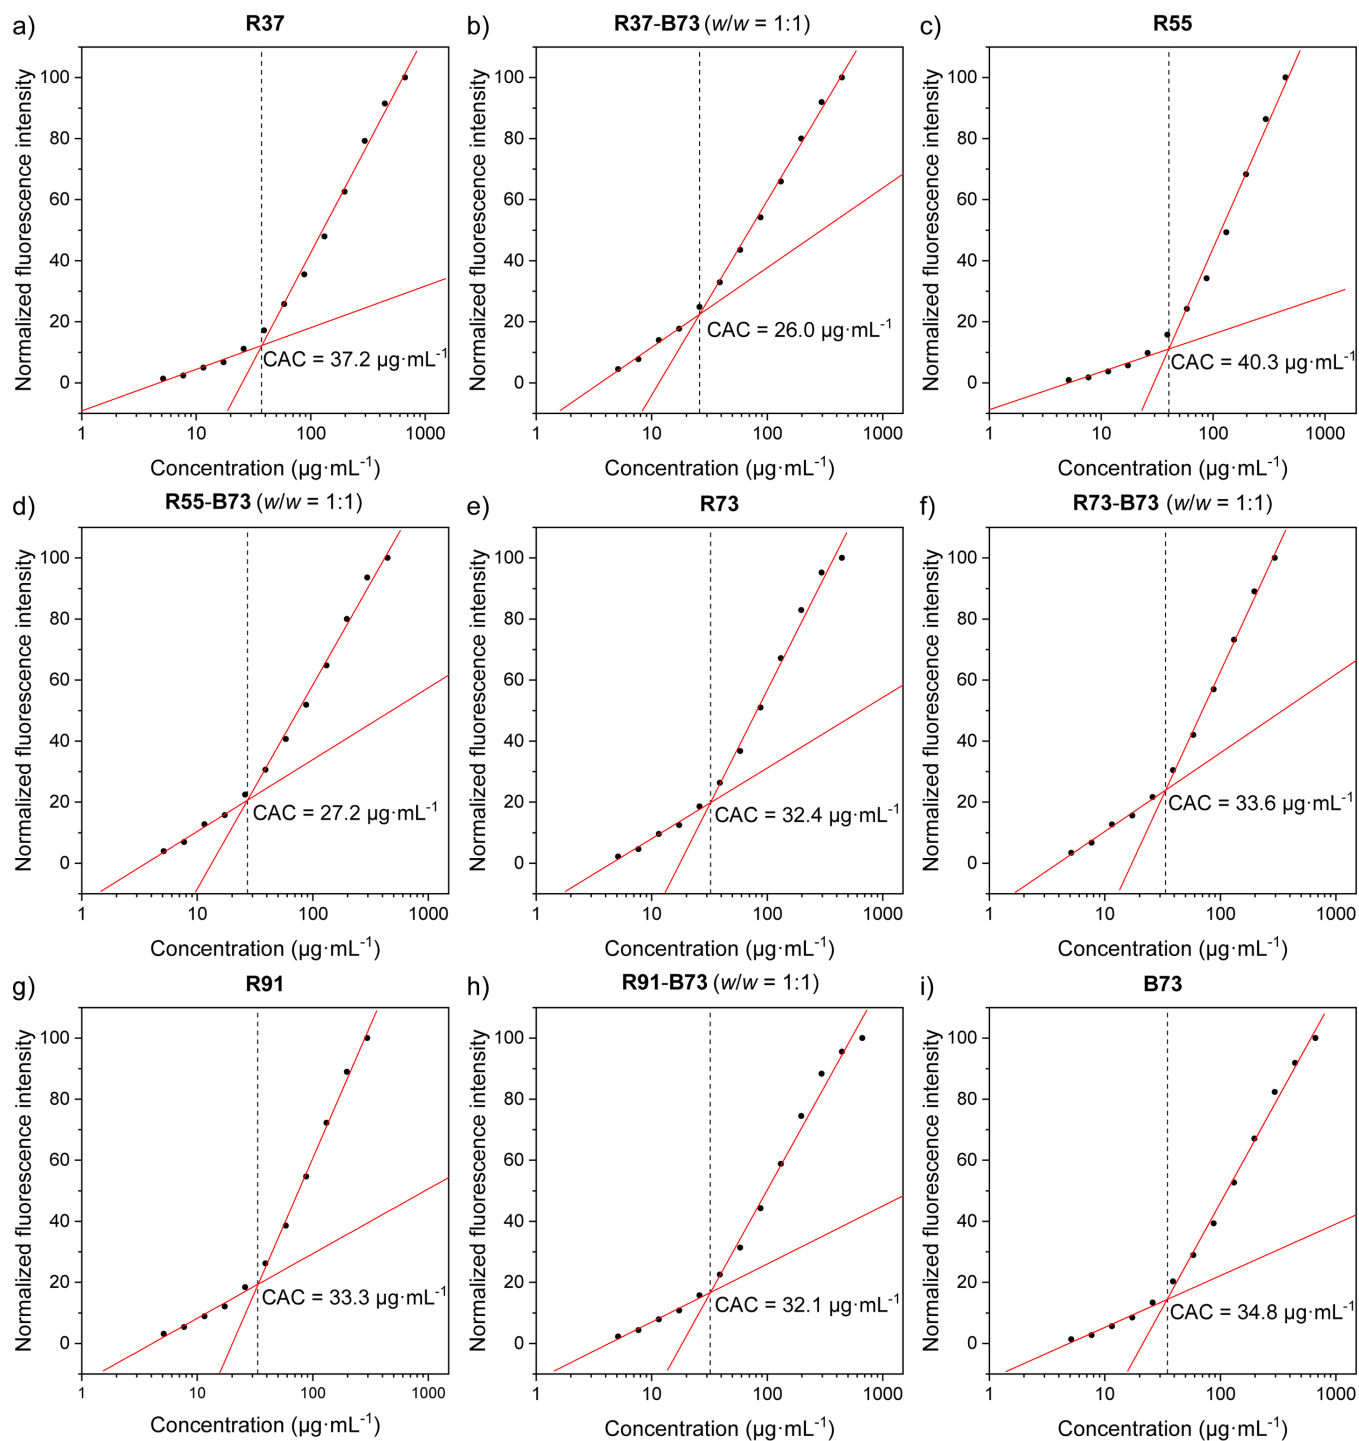 a) R37
Normalized fluorescence intensity
100
80
60
40
20
0
CAC = 37.2 µg·mL-1
1 10 100 1000
Concentration (µg·mL-1)
b) R37-B73 (w/w = 1:1)
Normalized fluorescence intensity
100
80
60
40
20
0
CAC = 26.0 µg·mL-1
1 10 100 1000
Concentration (µg·mL-1)
c) R55
Normalized fluorescence intensity
100
80
60
40
20
0
CAC = 40.3 µg·mL-1
1 10 100 1000
Concentration (µg·mL-1)
d) R55-B73 (w/w = 1:1)
Normalized fluorescence intensity
100
80
60
40
20
0
CAC = 27.2 µg·mL-1
1 10 100 1000
Concentration (µg·mL-1)
e) R73
Normalized fluorescence intensity
100
80
60
40
20
0
CAC = 32.4 µg·mL-1
1 10 100 1000
Concentration (µg·mL-1)
f) R73-B73 (w/w = 1:1)
Normalized fluorescence intensity
100
80
60
40
20
0
CAC = 33.6 µg·mL-1
1 10 100 1000
Concentration (µg·mL-1)
g) R91
Normalized fluorescence intensity
100
80
60
40
20
0
CAC = 33.3 µg·mL-1
1 10 100 1000
Concentration (µg·mL-1)
h) R91-B73 (w/w = 1:1)
Normalized fluorescence intensity
100
80
60
40
20
0
CAC = 32.1 µg·mL-1
1 10 100 1000
Concentration (µg·mL-1)
i) B73
Normalized fluorescence intensity
100
80
60
40
20
0
CAC = 34.8 µg·mL-1
1 10 100 1000
Concentration (µg·mL-1)